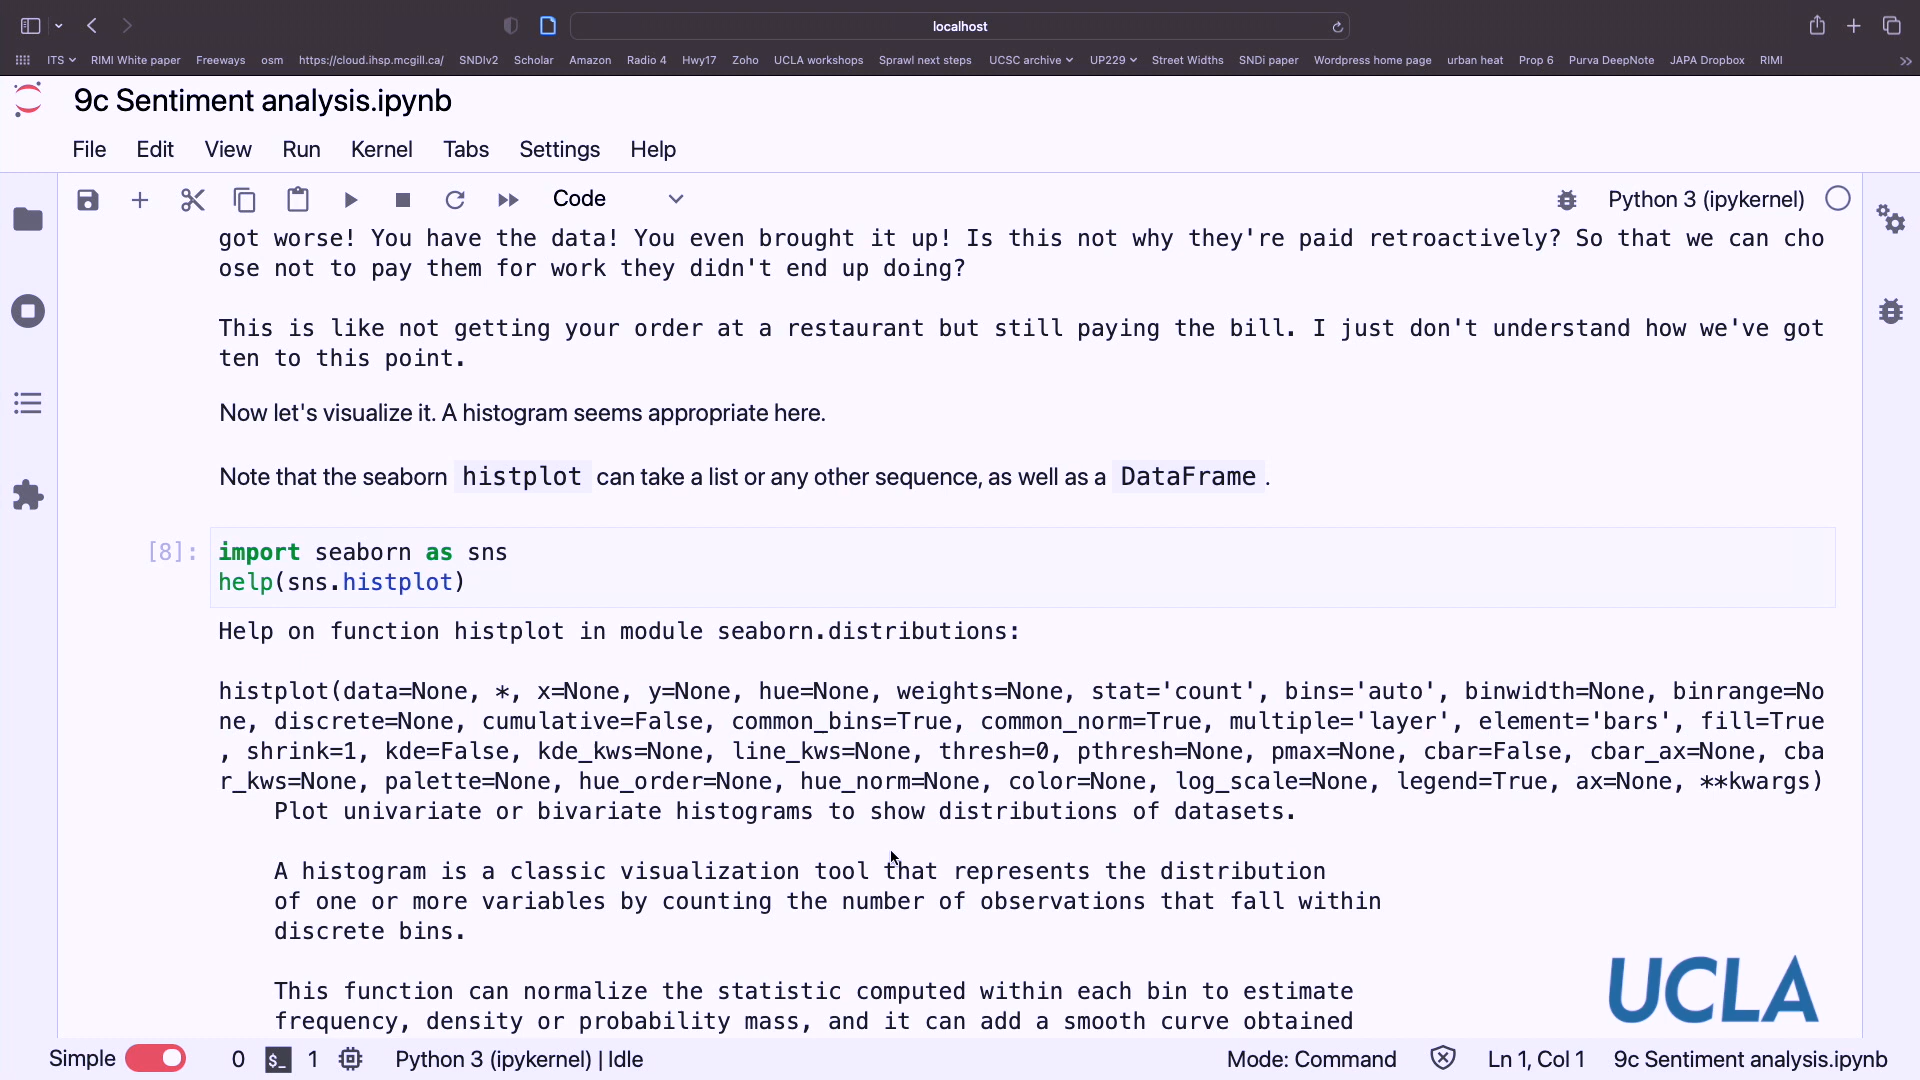 localhost
ITS RIMI White paper Freeways osm https://cloud.ihsp.mcgill.ca/ SNDIv2 Scholar Amazon Radio 4 Hwy17 Zoho UCLA workshops Sprawl next steps UCSC archive UP229 Street Widths SNDi paper Wordpress home page urban heat Prop 6 Purva DeepNote JAPA Dropbox RIMI
9c Sentiment analysis.ipynb
File Edit View Run Kernel Tabs Settings Help
Code Python 3 (ipykernel)
got worse! You have the data! You even brought it up! Is this not why they're paid retroactively? So that we can cho
ose not to pay them for work they didn't end up doing?
This is like not getting your order at a restaurant but still paying the bill. I just don't understand how we've got
ten to this point.
Now let's visualize it. A histogram seems appropriate here.
Note that the seaborn histplot can take a list or any other sequence, as well as a DataFrame.
[8]: import seaborn as sns
help(sns.histplot)
Help on function histplot in module seaborn.distributions:
histplot(data=None, *, x=None, y=None, hue=None, weights=None, stat='count', bins='auto', binwidth=None, binrange=No
ne, discrete=None, cumulative=False, common_bins=True, common_norm=True, multiple='layer', element='bars', fill=True
, shrink=1, kde=False, kde_kws=None, line_kws=None, thresh=0, pthresh=None, pmax=None, cbar=False, cbar_ax=None, cba
r_kws=None, palette=None, hue_order=None, hue_norm=None, color=None, log_scale=None, legend=True, ax=None, **kwargs)
Plot univariate or bivariate histograms to show distributions of datasets.
A histogram is a classic visualization tool that represents the distribution
of one or more variables by counting the number of observations that fall within
discrete bins.
This function can normalize the statistic computed within each bin to estimate
frequency, density or probability mass, and it can add a smooth curve obtained
UCLA
Simple 0 $_ 1 Python 3 (ipykernel) | Idle Mode: Command Ln 1, Col 1 9c Sentiment analysis.ipynb